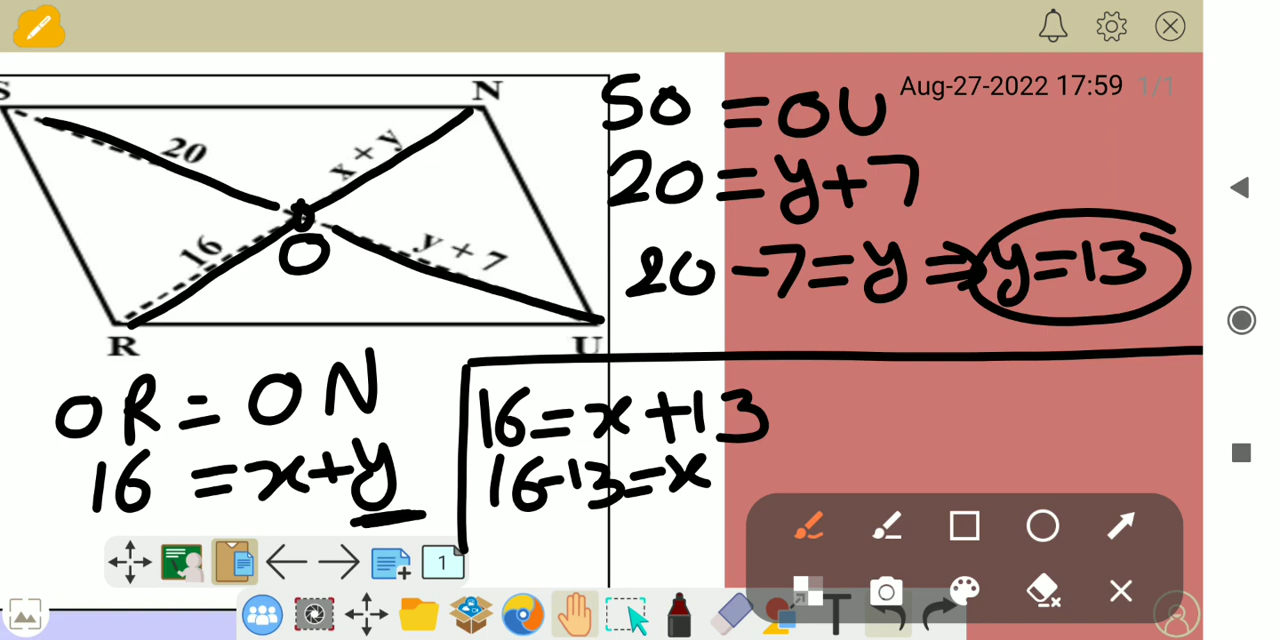 Aug-27-2022 17:59 1/1
S
N
20
x + y
O
16
y + 7
R
U
SO = OU
20 = y + 7
20 - 7 = y ⇒ y = 13
OR = ON
16 = x + y
16 = x + 13
16 - 13 = x
1
T